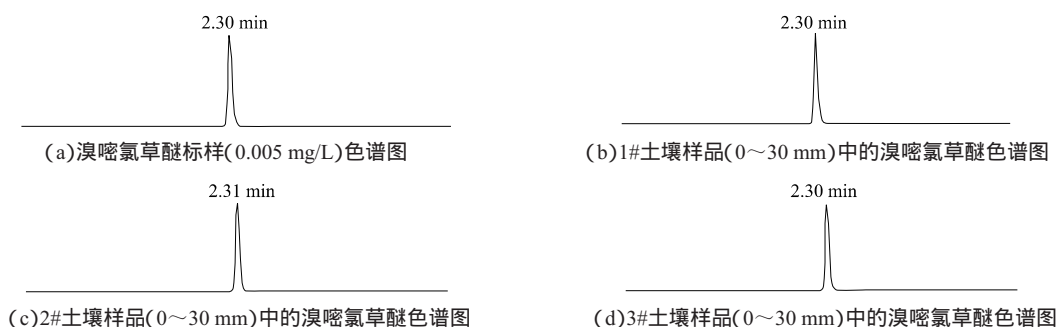 2.30 min
2.30 min
(a)溴嘧氯草醚标样(0.005 mg/L)色谱图
(b)1#土壤样品(0～30 mm)中的溴嘧氯草醚色谱图
2.31 min
2.30 min
(c)2#土壤样品(0～30 mm)中的溴嘧氯草醚色谱图
(d)3#土壤样品(0～30 mm)中的溴嘧氯草醚色谱图